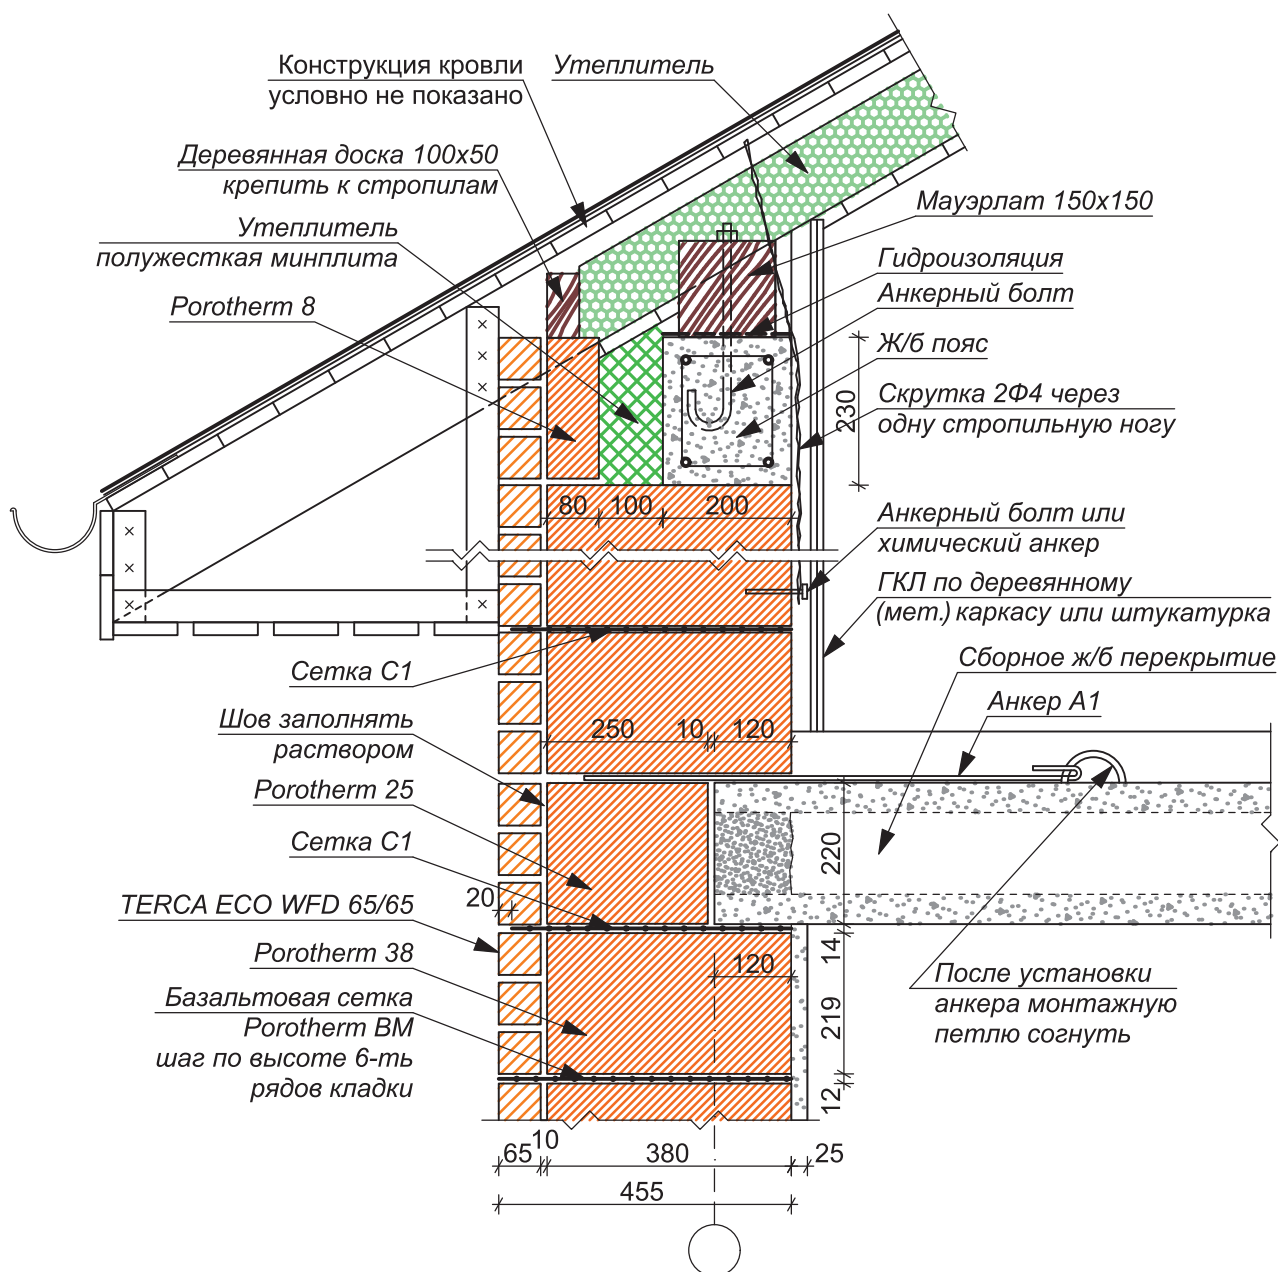 Конструкция кровли
условно не показано
Утеплитель
Деревянная доска 100х50
крепить к стропилам
Утеплитель
полужесткая минплита
Porotherm 8
Мауэрлат 150х150
Гидроизоляция
Анкерный болт
Ж/б пояс
Скрутка 2Ф4 через
одну стропильную ногу
230
80
100
200
Анкерный болт или
химический анкер
ГКЛ по деревянному
(мет.) каркасу или штукатурка
Сетка С1
Сборное ж/б перекрытие
Анкер А1
Шов заполнять
раствором
250
10
120
Porotherm 25
Сетка С1
220
20
TERCA ECO WFD 65/65
Porotherm 38
120
14
После установки
анкера монтажную
петлю согнуть
Базальтовая сетка
Porotherm BM
шаг по высоте 6-ть
рядов кладки
219
12
65
10
380
25
455